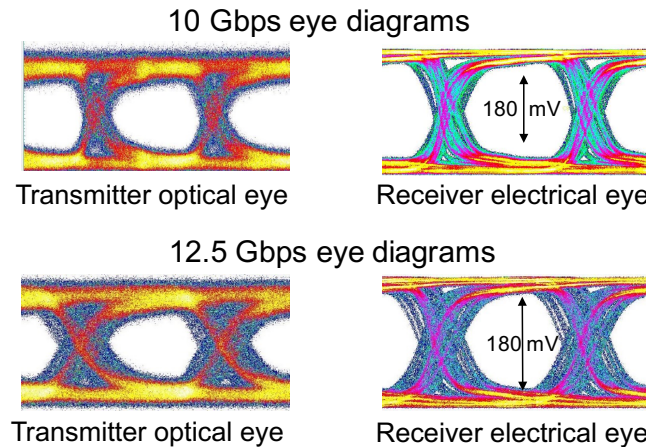 10 Gbps eye diagrams
180 mV
Transmitter optical eye
Receiver electrical eye
12.5 Gbps eye diagrams
180 mV
Transmitter optical eye
Receiver electrical eye